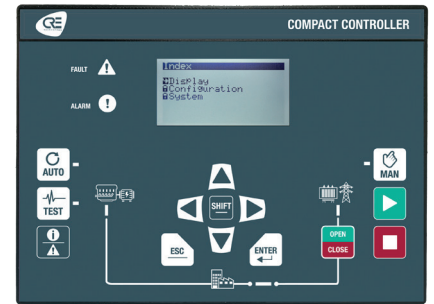 CRE
COMPACT CONTROLLER
FAULT
ALARM
Index
Display
Configuration
System
AUTO
TEST
SHIFT
ESC
ENTER
MAN
OPEN
CLOSE